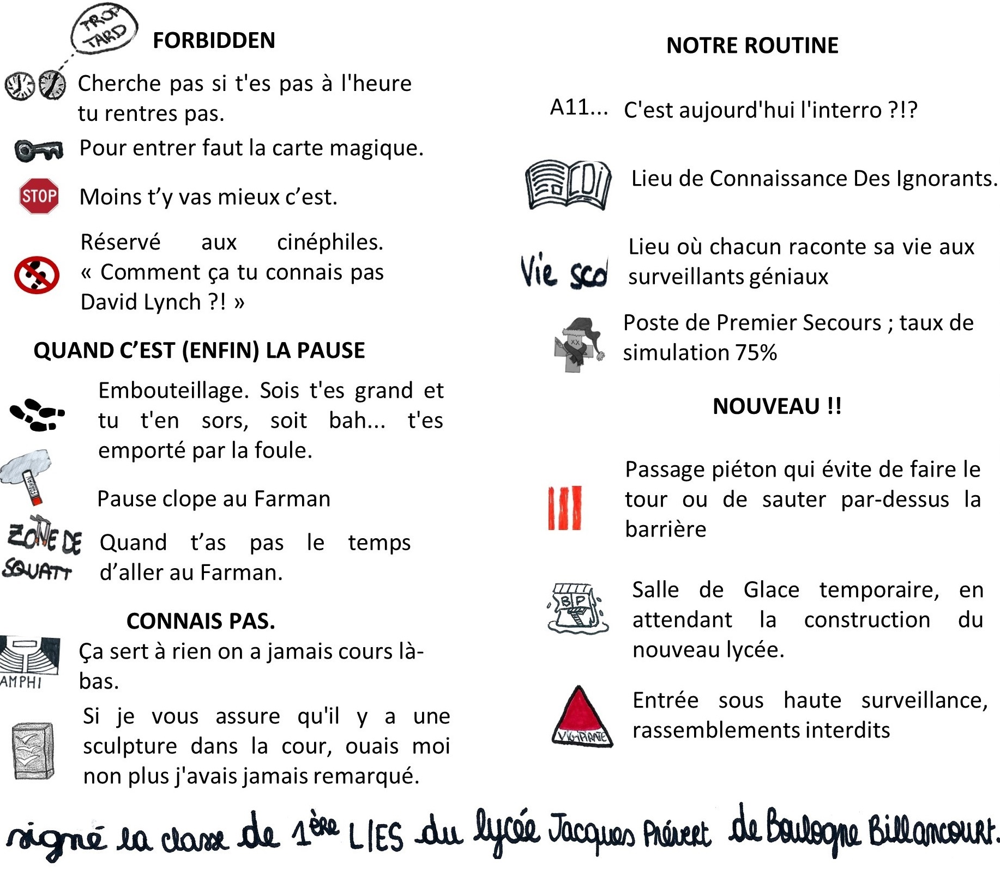 TROP
TARD
FORBIDDEN
Cherche pas si t'es pas à l'heure
tu rentres pas.
Pour entrer faut la carte magique.
STOP
Moins t’y vas mieux c’est.
Réservé aux cinéphiles.
« Comment ça tu connais pas
David Lynch ?! »
QUAND C’EST (ENFIN) LA PAUSE
Embouteillage. Sois t'es grand et
tu t'en sors, soit bah... t'es
emporté par la foule.
FARMAN
Pause clope au Farman
ZONE DE
SQUATT
Quand t’as pas le temps
d’aller au Farman.
CONNAIS PAS.
AMPHI
Ça sert à rien on a jamais cours là-
bas.
Si je vous assure qu'il y a une
sculpture dans la cour, ouais moi
non plus j'avais jamais remarqué.
NOTRE ROUTINE
A11... C'est aujourd'hui l'interro ?!?
CDi
Lieu de Connaissance Des Ignorants.
Vie sco
Lieu où chacun raconte sa vie aux
surveillants géniaux
XX
Poste de Premier Secours ; taux de
simulation 75%
NOUVEAU !!
Passage piéton qui évite de faire le
tour ou de sauter par-dessus la
barrière
BP
Salle de Glace temporaire, en
attendant la construction du
nouveau lycée.
VIGIPIRATE
Entrée sous haute surveillance,
rassemblements interdits
signé la classe de 1ère L/ES du lycée Jacques Prévert de Boulogne Billancourt.